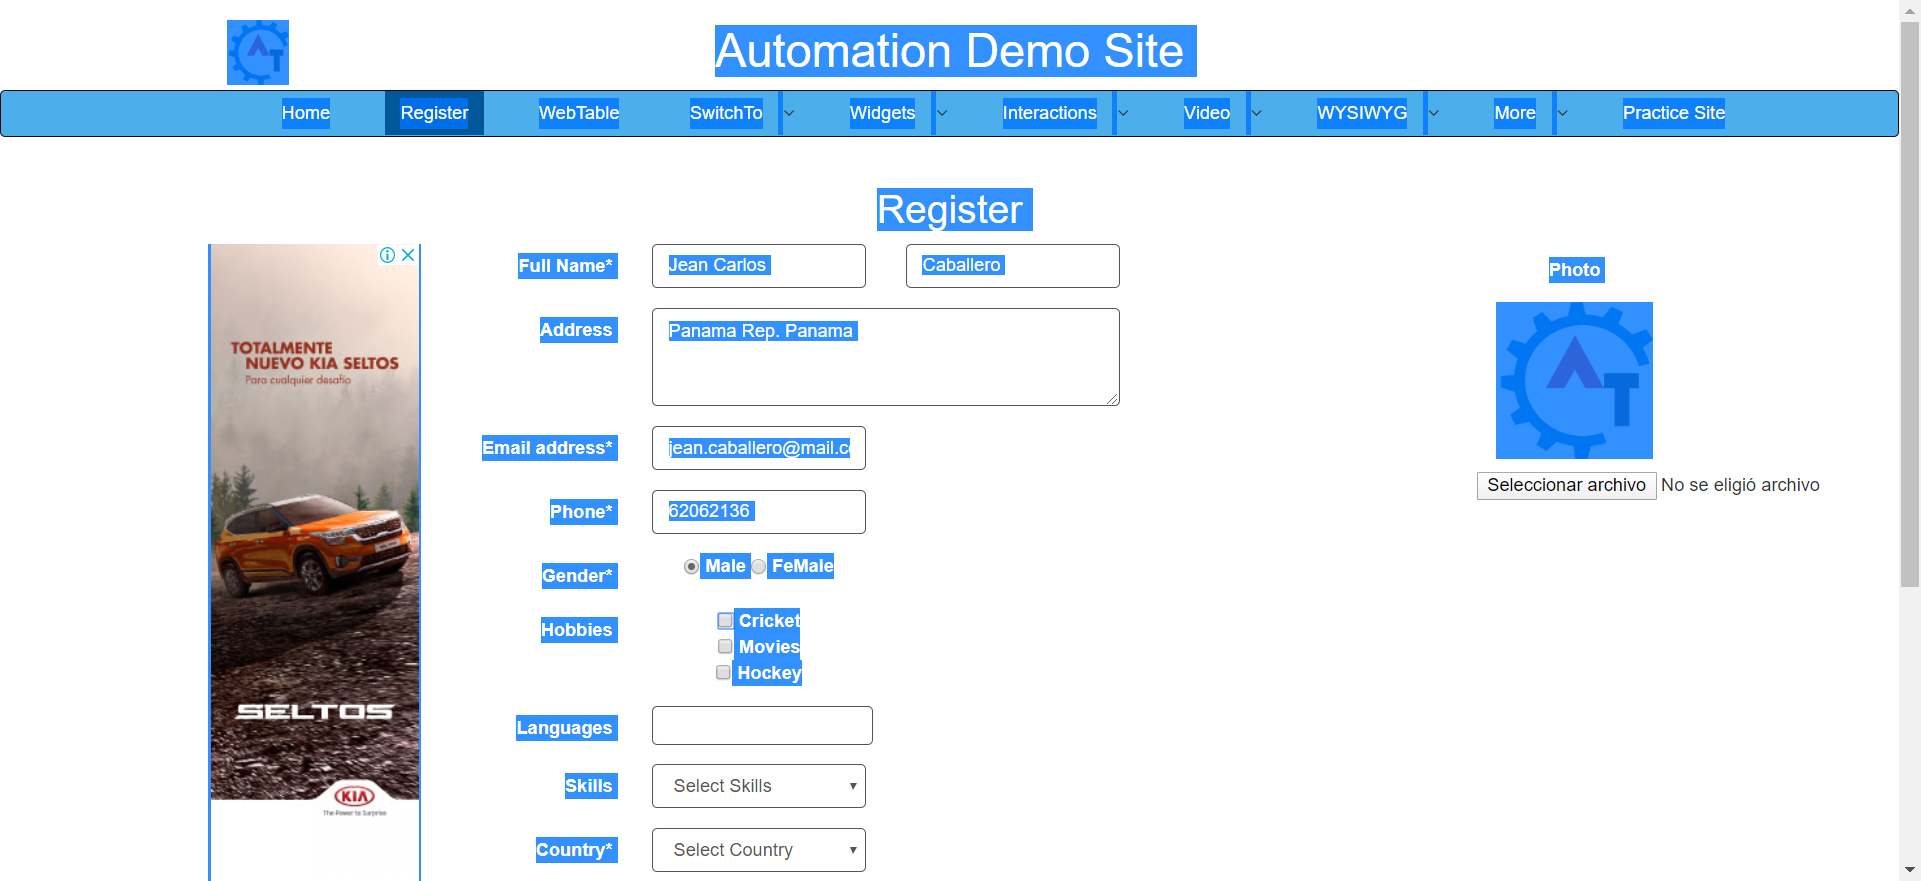 AT
Automation Demo Site
Home Register WebTable SwitchTo Widgets Interactions Video WYSIWYG More Practice Site
Register
TOTALMENTE
NUEVO KIA SELTOS
Para cualquier desafío
SELTOS
KIA
The Power to Surprise
Full Name* Jean Carlos Caballero
Address Panama Rep. Panama
Email address* jean.caballero@mail.c
Phone* 62062136
Gender* Male FeMale
Hobbies Cricket
Movies
Hockey
Languages
Skills Select Skills
Country* Select Country
Photo
AT
Seleccionar archivo No se eligió archivo